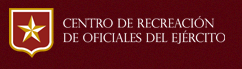 CENTRO DE RECREACIÓN
DE OFICIALES DEL EJÉRCITO